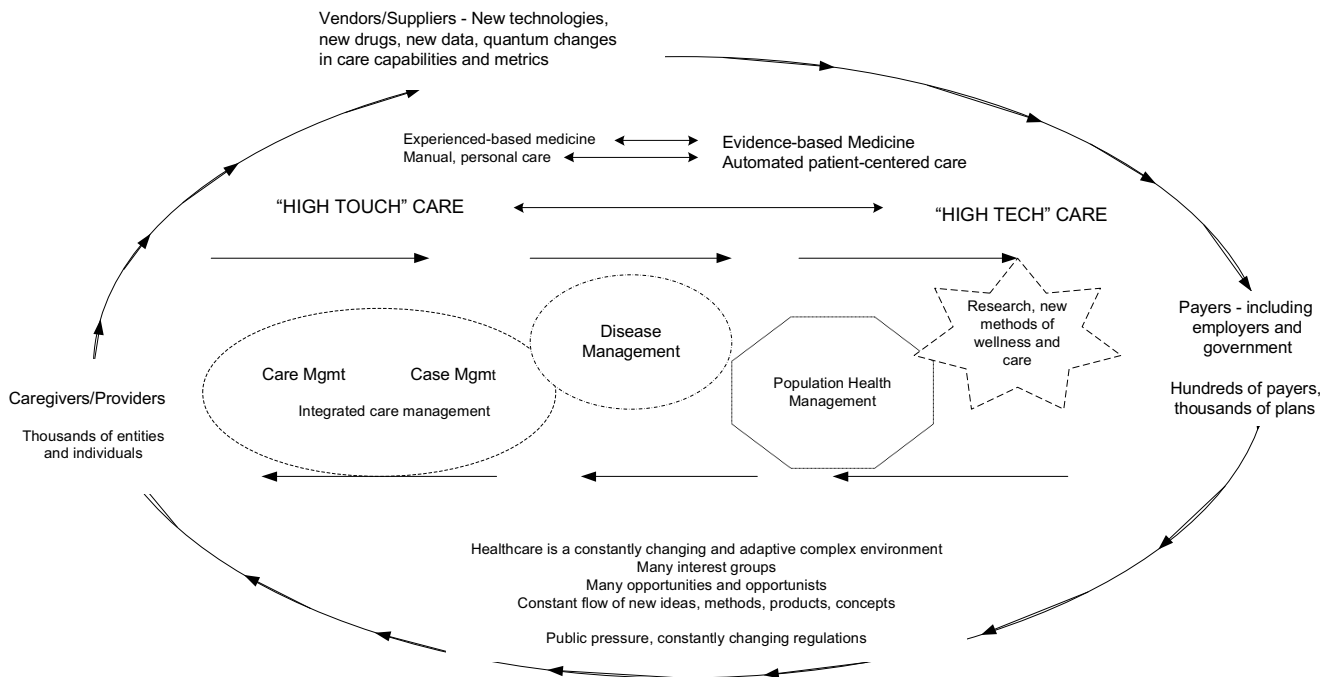 Vendors/Suppliers - New technologies,
new drugs, new data, quantum changes
in care capabilities and metrics
Experienced-based medicine
Manual, personal care
Evidence-based Medicine
Automated patient-centered care
“HIGH TOUCH” CARE
“HIGH TECH” CARE
Caregivers/Providers
Thousands of entities
and individuals
Care Mgmt
Case Mgmt
Integrated care management
Disease
Management
Population Health
Management
Research, new
methods of
wellness and
care
Payers - including
employers and
government
Hundreds of payers,
thousands of plans
Healthcare is a constantly changing and adaptive complex environment
Many interest groups
Many opportunities and opportunists
Constant flow of new ideas, methods, products, concepts
Public pressure, constantly changing regulations